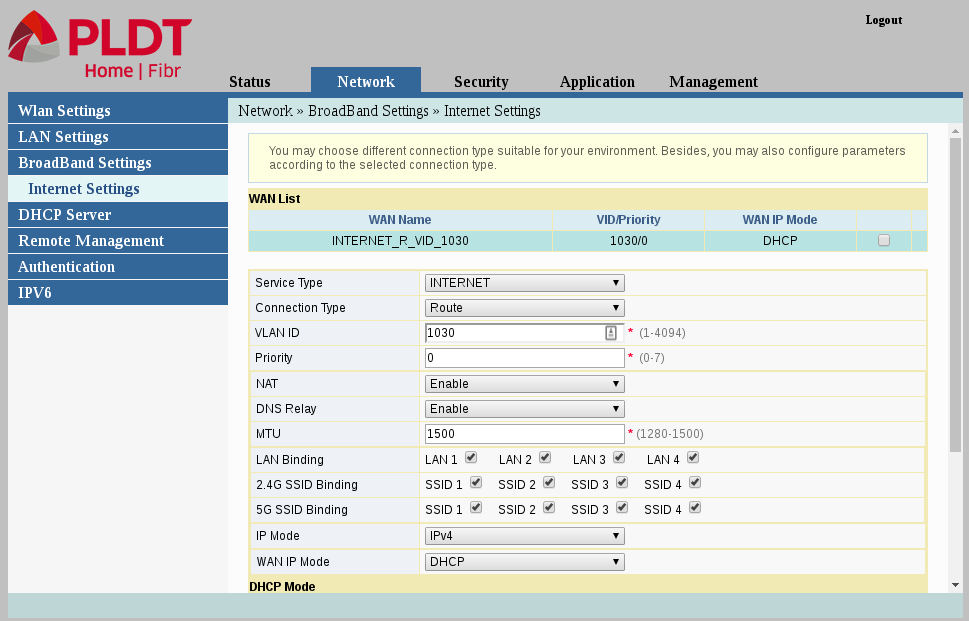 Logout
PLDT
Home | Fibr
Status Network Security Application Management
Wlan Settings
LAN Settings
BroadBand Settings
Internet Settings
DHCP Server
Remote Management
Authentication
IPV6
Network » BroadBand Settings » Internet Settings
You may choose different connection type suitable for your environment. Besides, you may also configure parameters
according to the selected connection type.
WAN List
WAN Name VID/Priority WAN IP Mode
INTERNET_R_VID_1030 1030/0 DHCP
Service Type INTERNET
Connection Type Route
VLAN ID 1030 * (1-4094)
Priority 0 * (0-7)
NAT Enable
DNS Relay Enable
MTU 1500 * (1280-1500)
LAN Binding LAN 1 LAN 2 LAN 3 LAN 4
2.4G SSID Binding SSID 1 SSID 2 SSID 3 SSID 4
5G SSID Binding SSID 1 SSID 2 SSID 3 SSID 4
IP Mode IPv4
WAN IP Mode DHCP
DHCP Mode